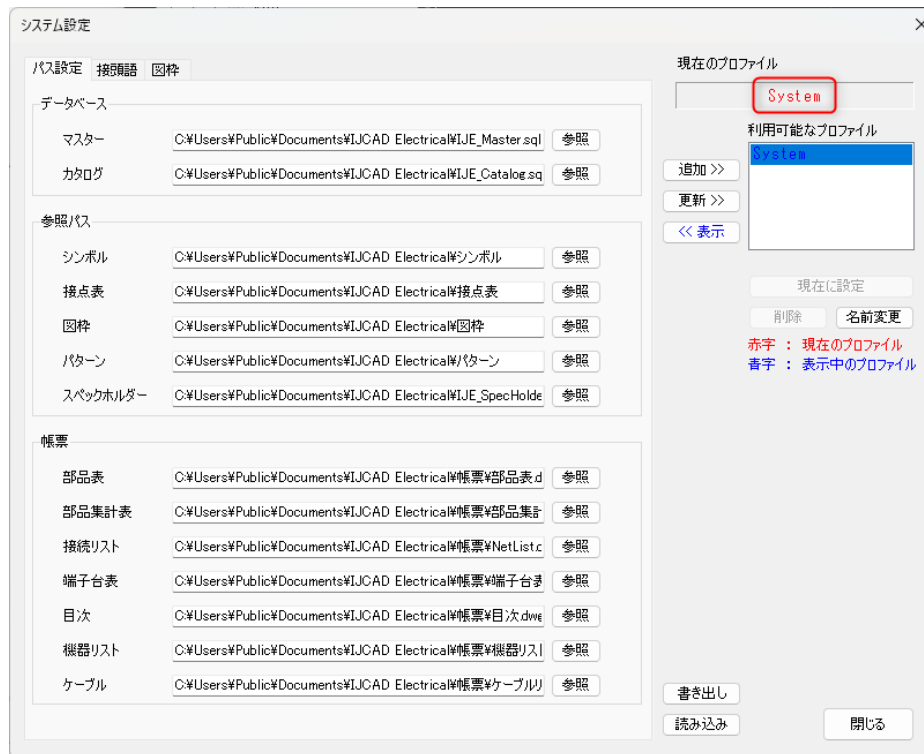 システム設定
パス設定 接頭語 図枠
データベース
マスター C:¥Users¥Public¥Documents¥IJCAD Electrical¥IJE_Master.sql 参照
カタログ C:¥Users¥Public¥Documents¥IJCAD Electrical¥IJE_Catalog.sq 参照
参照パス
シンボル C:¥Users¥Public¥Documents¥IJCAD Electrical¥シンボル 参照
接点表 C:¥Users¥Public¥Documents¥IJCAD Electrical¥接点表 参照
図枠 C:¥Users¥Public¥Documents¥IJCAD Electrical¥図枠 参照
パターン C:¥Users¥Public¥Documents¥IJCAD Electrical¥パターン 参照
スペックホルダー C:¥Users¥Public¥Documents¥IJCAD Electrical¥IJE_SpecHolde 参照
帳票
部品表 C:¥Users¥Public¥Documents¥IJCAD Electrical¥帳票¥部品表.d 参照
部品集計表 C:¥Users¥Public¥Documents¥IJCAD Electrical¥帳票¥部品集計 参照
接続リスト C:¥Users¥Public¥Documents¥IJCAD Electrical¥帳票¥NetList.c 参照
端子台表 C:¥Users¥Public¥Documents¥IJCAD Electrical¥帳票¥端子台表 参照
目次 C:¥Users¥Public¥Documents¥IJCAD Electrical¥帳票¥目次.dwg 参照
機器リスト C:¥Users¥Public¥Documents¥IJCAD Electrical¥帳票¥機器リス 参照
ケーブル C:¥Users¥Public¥Documents¥IJCAD Electrical¥帳票¥ケーブルリ 参照
現在のプロファイル
System
利用可能なプロファイル
System
追加 >>
更新 >>
<< 表示
現在に設定
削除 名前変更
赤字 : 現在のプロファイル
青字 : 表示中のプロファイル
書き出し
読み込み 閉じる